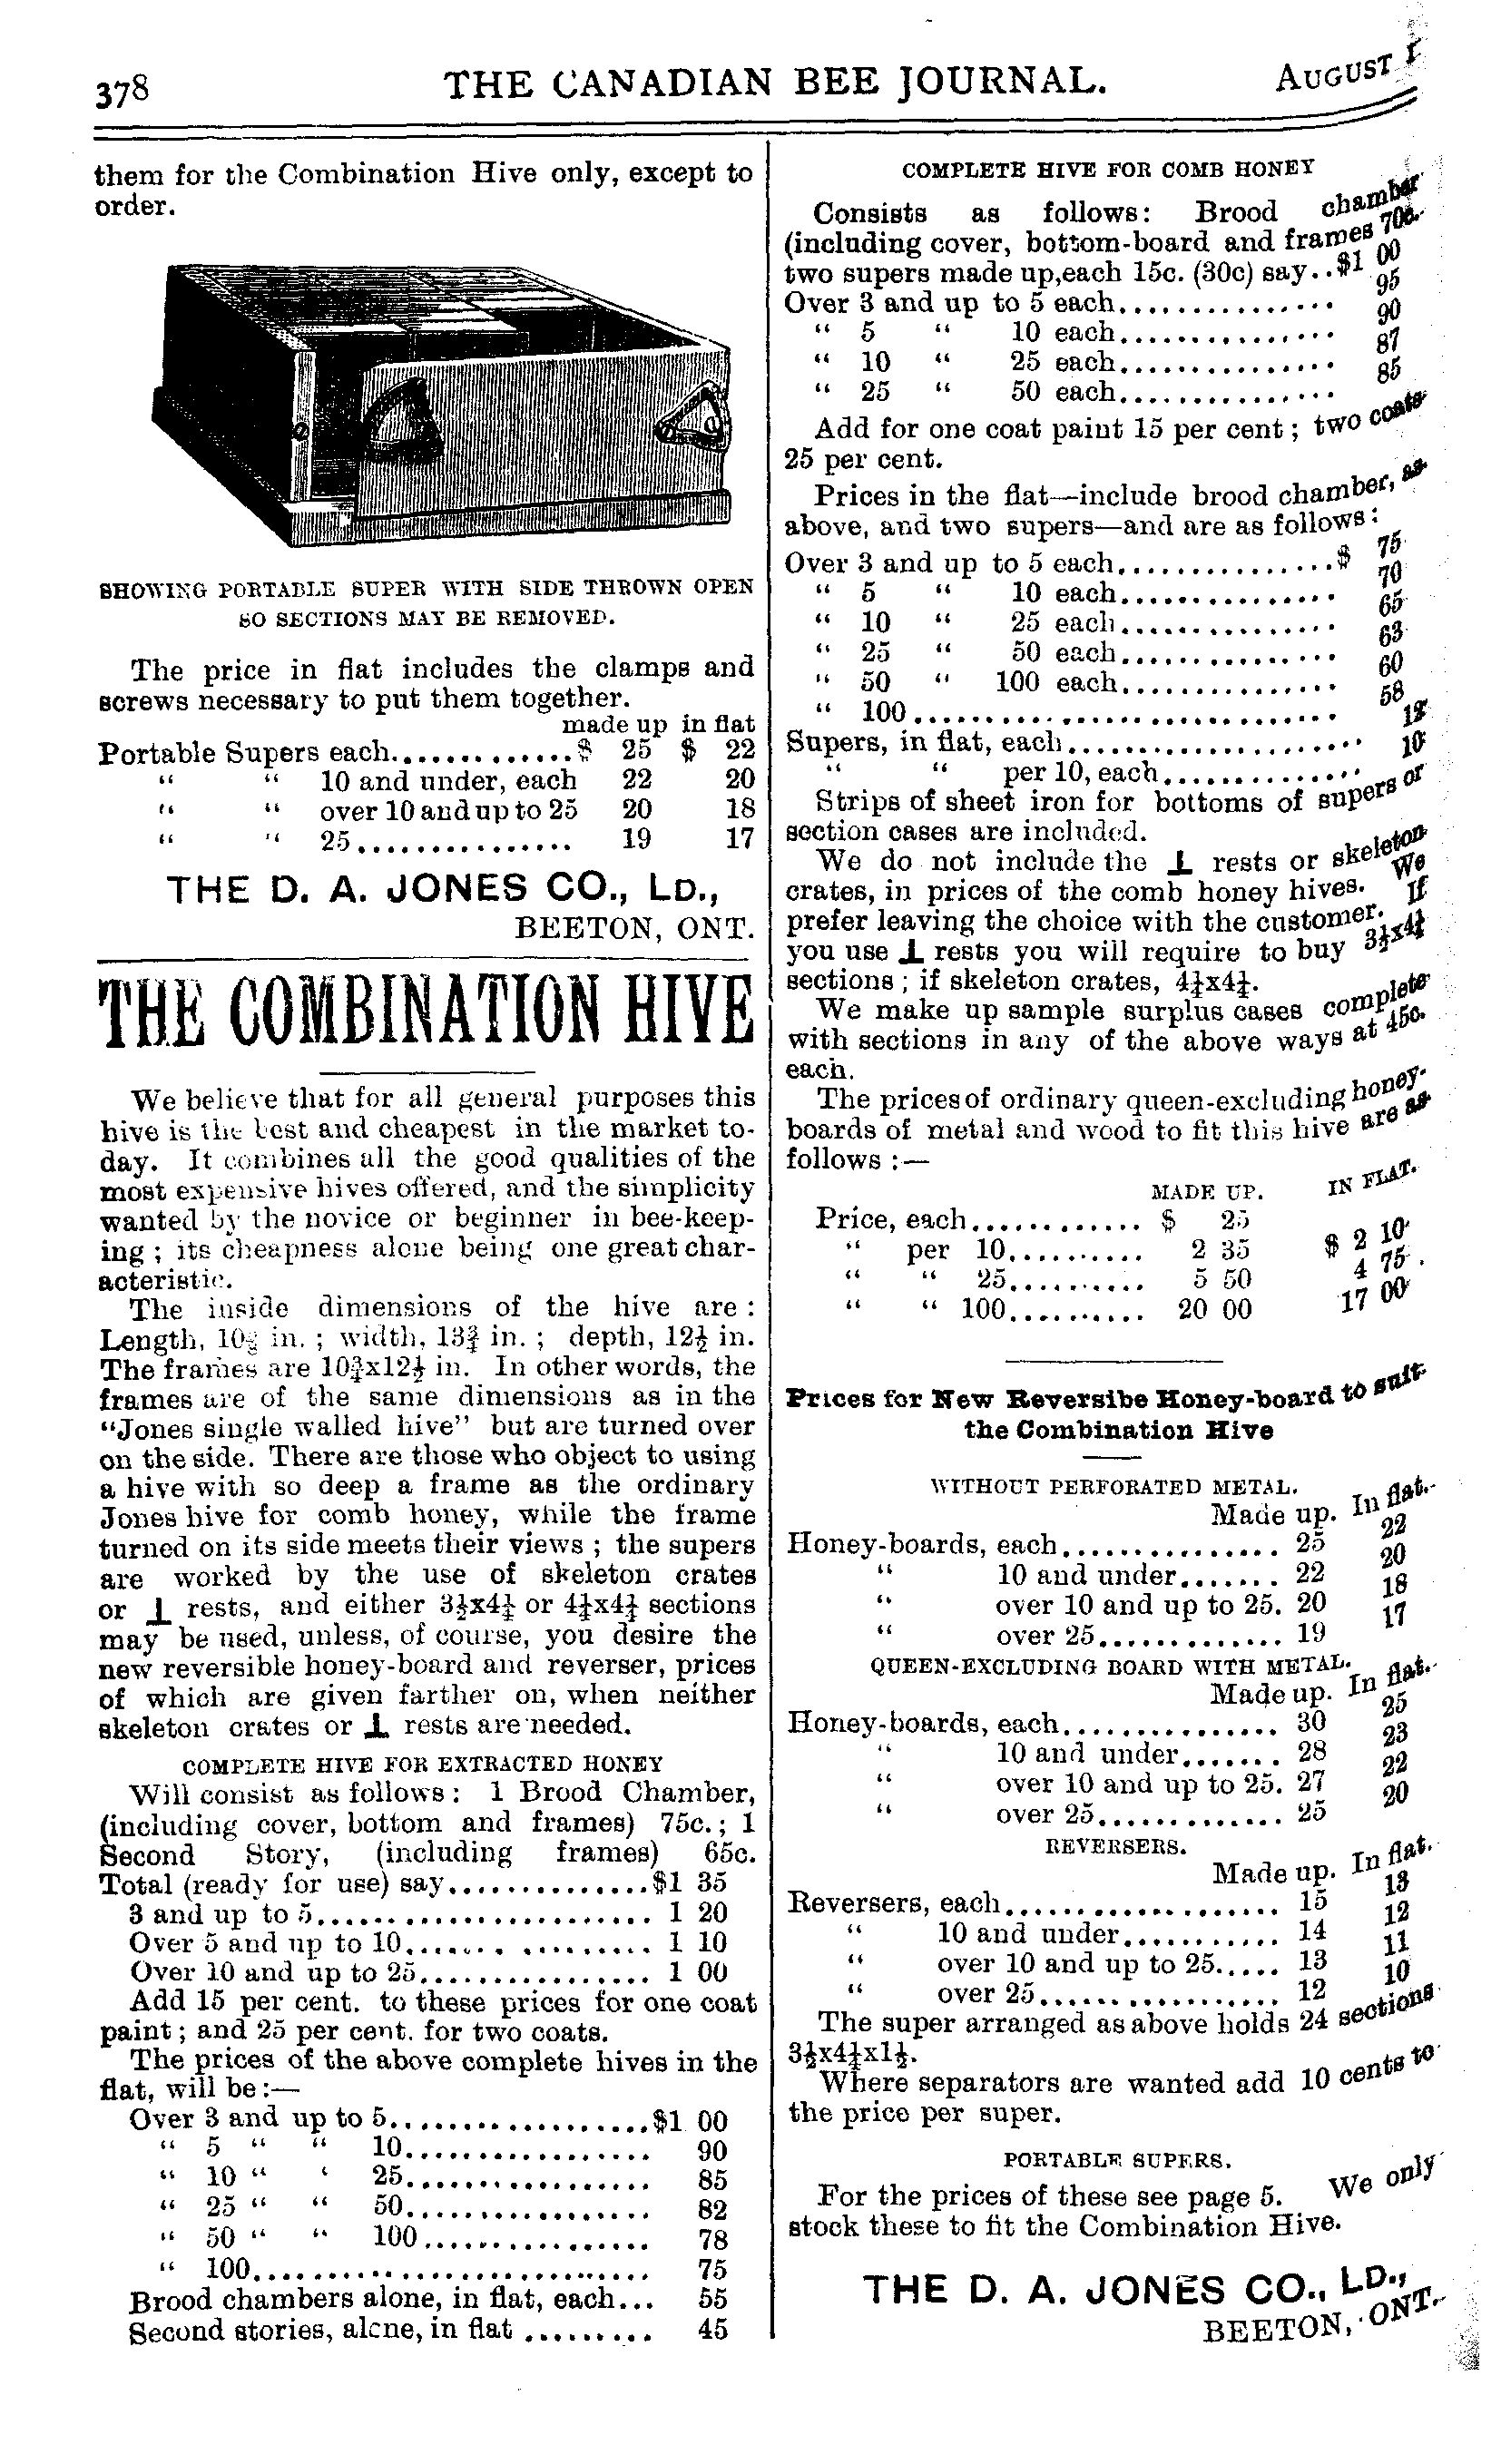 378
THE CANADIAN BEE JOURNAL.
AUGUST 1
them for the Combination Hive only, except to
order.
SHOWING PORTABLE SUPER WITH SIDE THROWN OPEN
SO SECTIONS MAY BE REMOVED.
The price in flat includes the clamps and
screws necessary to put them together.
made up in flat
Portable Supers each.............$ 25 $ 22
“ “ 10 and under, each 22 20
“ “ over 10 and up to 25 20 18
“ “ 25............... 19 17
THE D. A. JONES CO., LD.,
BEETON, ONT.
THE COMBINATION HIVE
We believe that for all general purposes this
hive is the best and cheapest in the market to-
day. It combines all the good qualities of the
most expensive hives offered, and the simplicity
wanted by the novice or beginner in bee-keep-
ing ; its cheapness alone being one great char-
acteristic.
The inside dimensions of the hive are :
Length, in. ; width, 13¾ in. ; depth, 12½ in.
The frames are 10¾x12½ in. In other words, the
frames are of the same dimensions as in the
“Jones single walled hive” but are turned over
on the side. There are those who object to using
a hive with so deep a frame as the ordinary
Jones hive for comb honey, while the frame
turned on its side meets their views ; the supers
are worked by the use of skeleton crates
or ⊥ rests, and either 3½x4¼ or 4¼x4¼ sections
may be used, unless, of course, you desire the
new reversible honey-board and reverser, prices
of which are given farther on, when neither
skeleton crates or ⊥ rests are needed.
COMPLETE HIVE FOR EXTRACTED HONEY
Will consist as follows : 1 Brood Chamber,
(including cover, bottom and frames) 75c. ; 1
Second Story, (including frames) 65c.
Total (ready for use) say..............$1 35
3 and up to 5....................... 1 20
Over 5 and up to 10....... ......... 1 10
Over 10 and up to 25................ 1 00
Add 15 per cent. to these prices for one coat
paint ; and 25 per cent. for two coats.
The prices of the above complete hives in the
flat, will be :—
Over 3 and up to 5..................$1 00
“ 5 “ “ 10................. 90
“ 10 “ ‘ 25................. 85
“ 25 “ “ 50................. 82
“ 50 “ “ 100................ 78
“ 100........................... 75
Brood chambers alone, in flat, each... 55
Second stories, alone, in flat ......... 45
COMPLETE HIVE FOR COMB HONEY
Consists as follows : Brood chamber
(including cover, bottom-board and frames 70c.
two supers made up,each 15c. (30c) say..$1 00
Over 3 and up to 5 each............... 95
“ 5 “ 10 each............... 90
“ 10 “ 25 each............... 87
“ 25 “ 50 each............... 85
Add for one coat paint 15 per cent ; two coats
25 per cent.
Prices in the flat—include brood chamber, as
above, and two supers—and are as follows :
Over 3 and up to 5 each...............$ 75
“ 5 “ 10 each............... 70
“ 10 “ 25 each............... 65
“ 25 “ 50 each............... 63
“ 50 “ 100 each............... 60
“ 100.............................. 58
Supers, in flat, each..................... 12
“ “ per 10, each.............. 10
Strips of sheet iron for bottoms of supers or
section cases are included.
We do not include the ⊥ rests or skeleton
crates, in prices of the comb honey hives. We
prefer leaving the choice with the customer. If
you use ⊥ rests you will require to buy 3½x4¼
sections ; if skeleton crates, 4¼x4¼.
We make up sample surplus cases complete
with sections in any of the above ways at 45c.
each.
The prices of ordinary queen-excluding honey-
boards of metal and wood to fit this hive are as
follows :—
MADE UP. IN FLAT.
Price, each............ $ 25
“ per 10.......... 2 35 $ 2 10
“ “ 25.......... 5 50 4 75
“ “ 100.......... 20 00 17 00
Prices for New Reversibe Honey-board to suit
the Combination Hive
WITHOUT PERFORATED METAL.
Made up. In flat.
Honey-boards, each............... 25 22
“ 10 and under....... 22 20
“ over 10 and up to 25. 20 18
“ over 25............. 19 17
QUEEN-EXCLUDING BOARD WITH METAL.
Made up. In flat.
Honey-boards, each............... 30 25
“ 10 and under....... 28 23
“ over 10 and up to 25. 27 22
“ over 25............. 25 20
REVERSERS.
Made up. In flat.
Reversers, each................... 15 13
“ 10 and under........... 14 12
“ over 10 and up to 25..... 13 11
“ over 25................. 12 10
The super arranged as above holds 24 sections
3½x4¼x1½.
Where separators are wanted add 10 cents to
the price per super.
PORTABLE SUPERS.
For the prices of these see page 5. We only
stock these to fit the Combination Hive.
THE D. A. JONES CO., LD.,
BEETON, ONT.